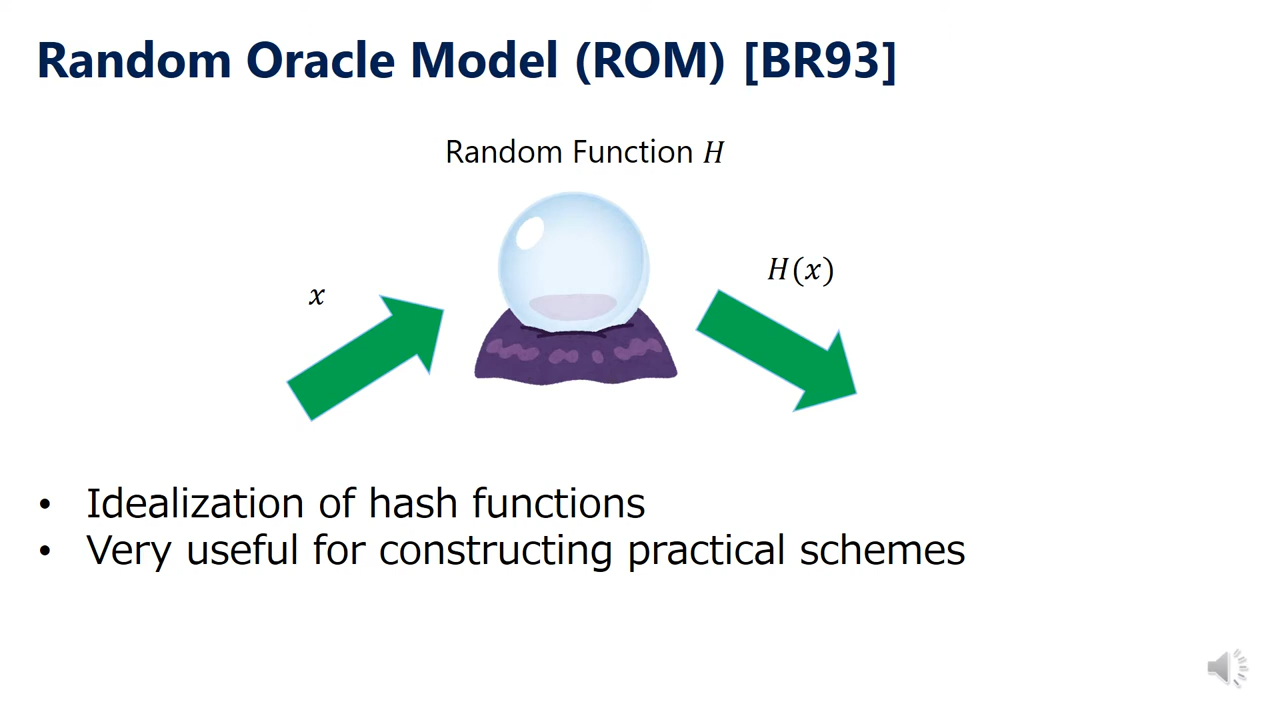 Random Oracle Model (ROM) [BR93]
Random Function H
x
H(x)
• Idealization of hash functions
• Very useful for constructing practical schemes